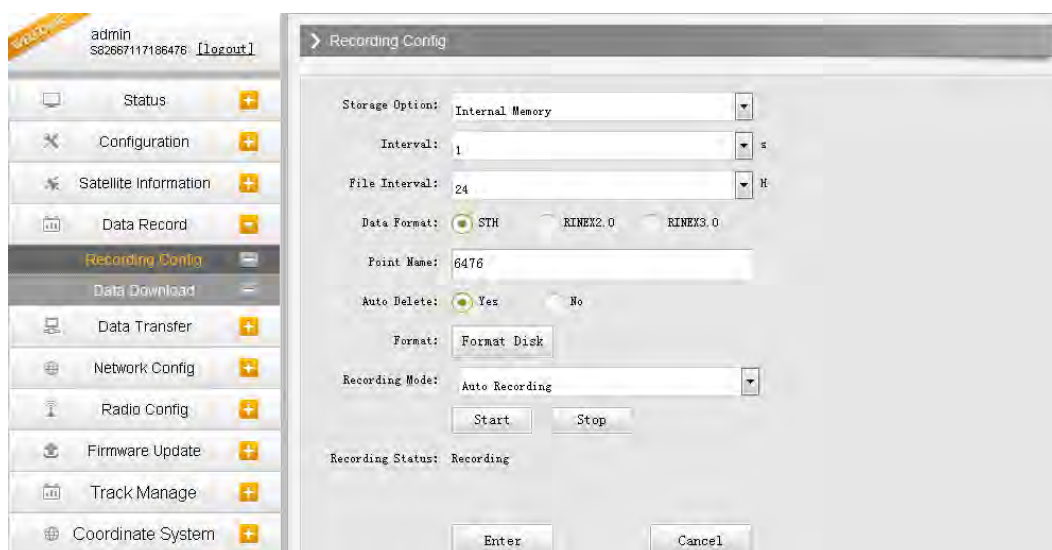 WELCOME
admin
S82667117186476 [logout]
Status
Configuration
Satellite Information
Data Record
Recording Config
Data Download
Data Transfer
Network Config
Radio Config
Firmware Update
Track Manage
Coordinate System
Recording Config
Storage Option: Internal Memory
Interval: 1 s
File Interval: 24 H
Data Format: STH RINEX2.0 RINEX3.0
Point Name: 6476
Auto Delete: Yes No
Format: Format Disk
Recording Mode: Auto Recording
Start Stop
Recording Status: Recording
Enter Cancel